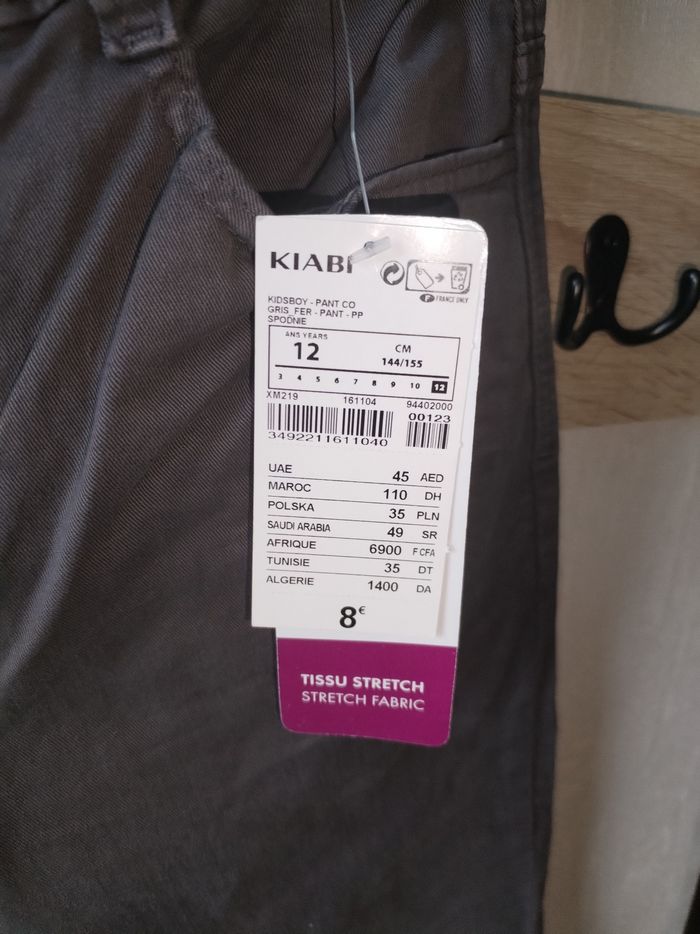 KIABI
FRANCE ONLY
KIDSBOY - PANT CO
GRIS_FER - PANT - PP
SPODNIE
ANS YEARS
12
CM
144/155
3 4 5 6 7 8 9 10 12
XM219 161104 94402000
00123
3492211611040
UAE 45 AED
MAROC 110 DH
POLSKA 35 PLN
SAUDI ARABIA 49 SR
AFRIQUE 6900 F CFA
TUNISIE 35 DT
ALGERIE 1400 DA
8€
TISSU STRETCH
STRETCH FABRIC